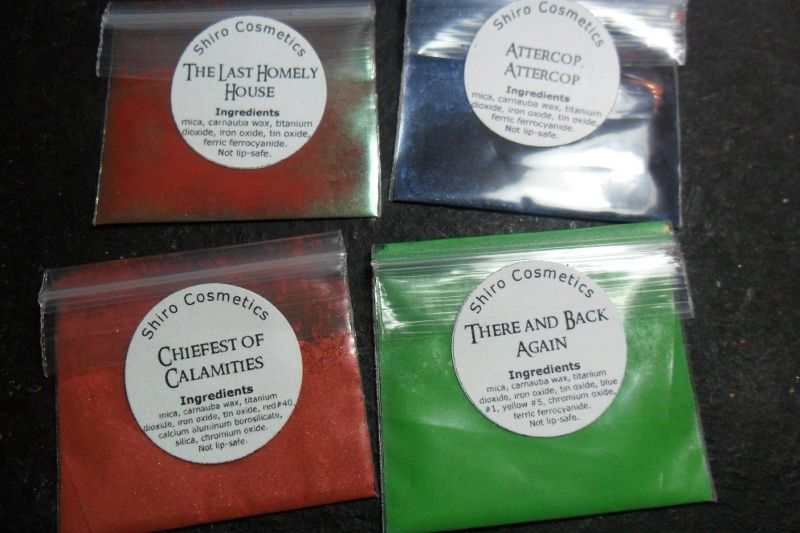 Shiro Cosmetics
THE LAST HOMELY
HOUSE
Ingredients
mica, carnauba wax, titanium
dioxide, iron oxide, tin oxide,
ferric ferrocyanide.
Not lip-safe.
Shiro Cosmetics
ATTERCOP,
ATTERCOP
Ingredients
mica, carnauba wax, titanium
dioxide, iron oxide, tin oxide,
ferric ferrocyanide.
Not lip-safe.
Shiro Cosmetics
CHIEFEST OF
CALAMITIES
Ingredients
mica, carnauba wax, titanium
dioxide, iron oxide, tin oxide, red#40,
calcium aluminum borosilicate,
silica, chromium oxide.
Not lip-safe.
Shiro Cosmetics
THERE AND BACK
AGAIN
Ingredients
mica, carnauba wax, titanium
dioxide, iron oxide, tin oxide, blue
#1, yellow #5, chromium oxide,
ferric ferrocyanide.
Not lip-safe.